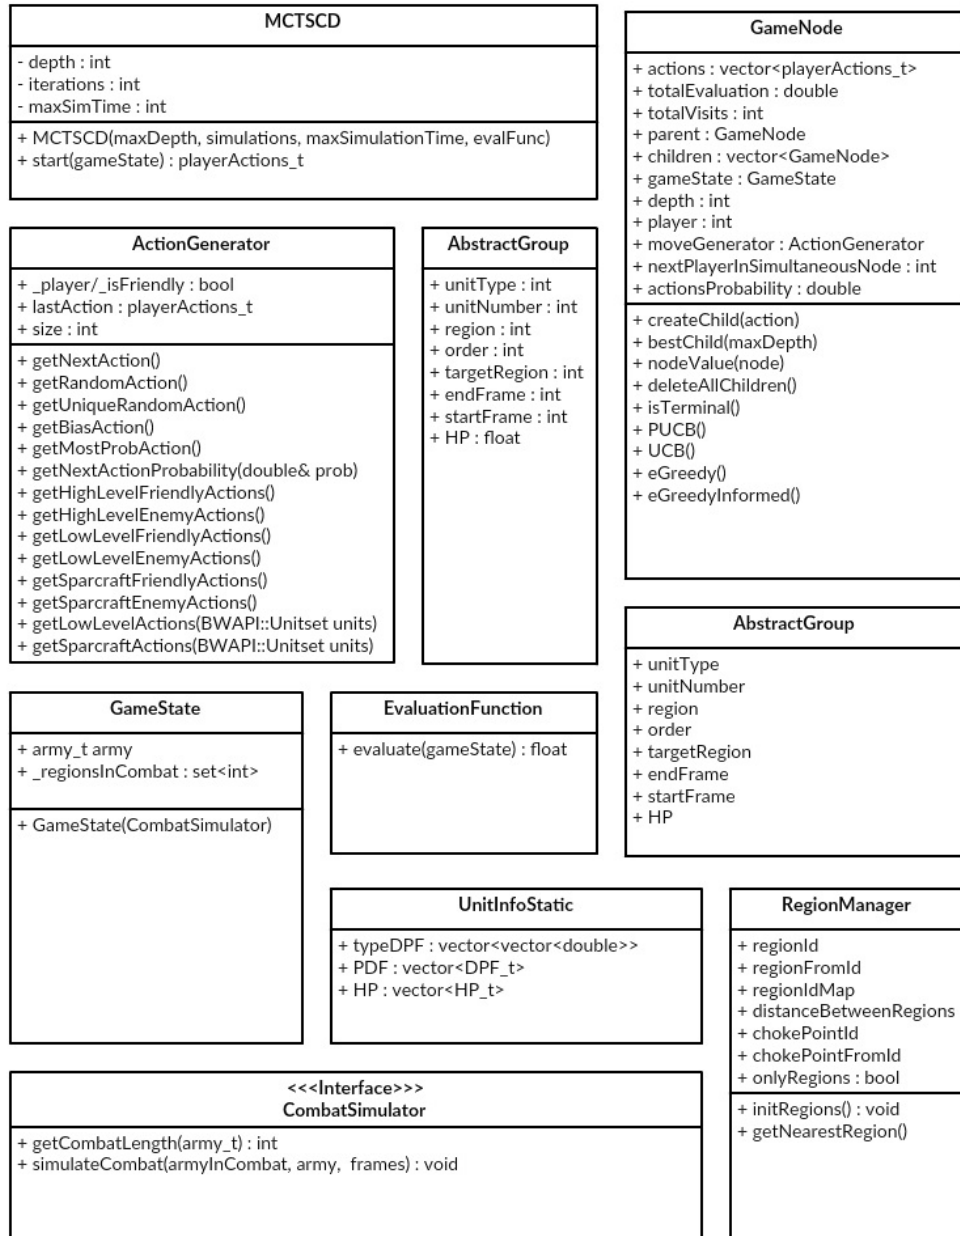 MCTSCD
- depth : int
- iterations : int
- maxSimTime : int
+ MCTSCD(maxDepth, simulations, maxSimulationTime, evalFunc)
+ start(gameState) : playerActions_t
GameNode
+ actions : vector<playerActions_t>
+ totalEvaluation : double
+ totalVisits : int
+ parent : GameNode
+ children : vector<GameNode>
+ gameState : GameState
+ depth : int
+ player : int
+ moveGenerator : ActionGenerator
+ nextPlayerInSimultaneousNode : int
+ actionsProbability : double
+ createChild(action)
+ bestChild(maxDepth)
+ nodeValue(node)
+ deleteAllChildren()
+ isTerminal()
+ PUCB()
+ UCB()
+ eGreedy()
+ eGreedyInformed()
ActionGenerator
+ _player/_isFriendly : bool
+ lastAction : playerActions_t
+ size : int
+ getNextAction()
+ getRandomAction()
+ getUniqueRandomAction()
+ getBiasAction()
+ getMostProbAction()
+ getNextActionProbability(double& prob)
+ getHighLevelFriendlyActions()
+ getHighLevelEnemyActions()
+ getLowLevelFriendlyActions()
+ getLowLevelEnemyActions()
+ getSparcraftFriendlyActions()
+ getSparcraftEnemyActions()
+ getLowLevelActions(BWAPI::Unitset units)
+ getSparcraftActions(BWAPI::Unitset units)
AbstractGroup
+ unitType : int
+ unitNumber : int
+ region : int
+ order : int
+ targetRegion : int
+ endFrame : int
+ startFrame : int
+ HP : float
AbstractGroup
+ unitType
+ unitNumber
+ region
+ order
+ targetRegion
+ endFrame
+ startFrame
+ HP
GameState
+ army_t army
+ _regionsInCombat : set<int>
+ GameState(CombatSimulator)
EvaluationFunction
+ evaluate(gameState) : float
UnitInfoStatic
+ typeDPF : vector<vector<double>>
+ PDF : vector<DPF_t>
+ HP : vector<HP_t>
RegionManager
+ regionId
+ regionFromId
+ regionIdMap
+ distanceBetweenRegions
+ chokePointId
+ chokePointFromId
+ onlyRegions : bool
+ initRegions() : void
+ getNearestRegion()
<<<Interface>>>
CombatSimulator
+ getCombatLength(army_t) : int
+ simulateCombat(armyInCombat, army, frames) : void